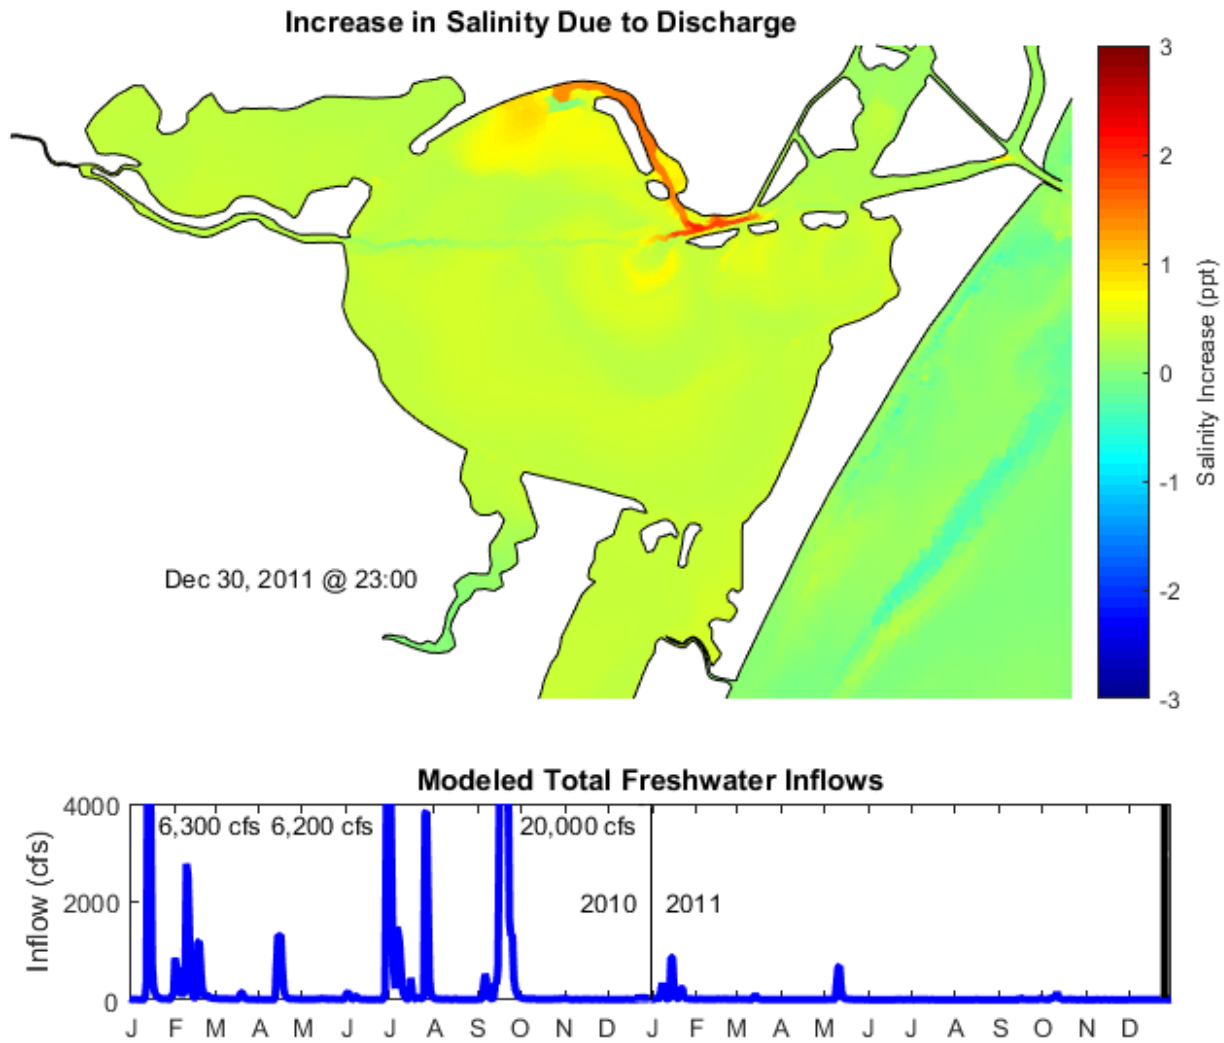 Increase in Salinity Due to Discharge
3
2
1
0
-1
-2
-3
Salinity Increase (ppt)
Dec 30, 2011 @ 23:00
Modeled Total Freshwater Inflows
4000
2000
0
Inflow (cfs)
6,300 cfs 6,200 cfs 20,000 cfs
2010 2011
J F M A M J J A S O N D J F M A M J J A S O N D